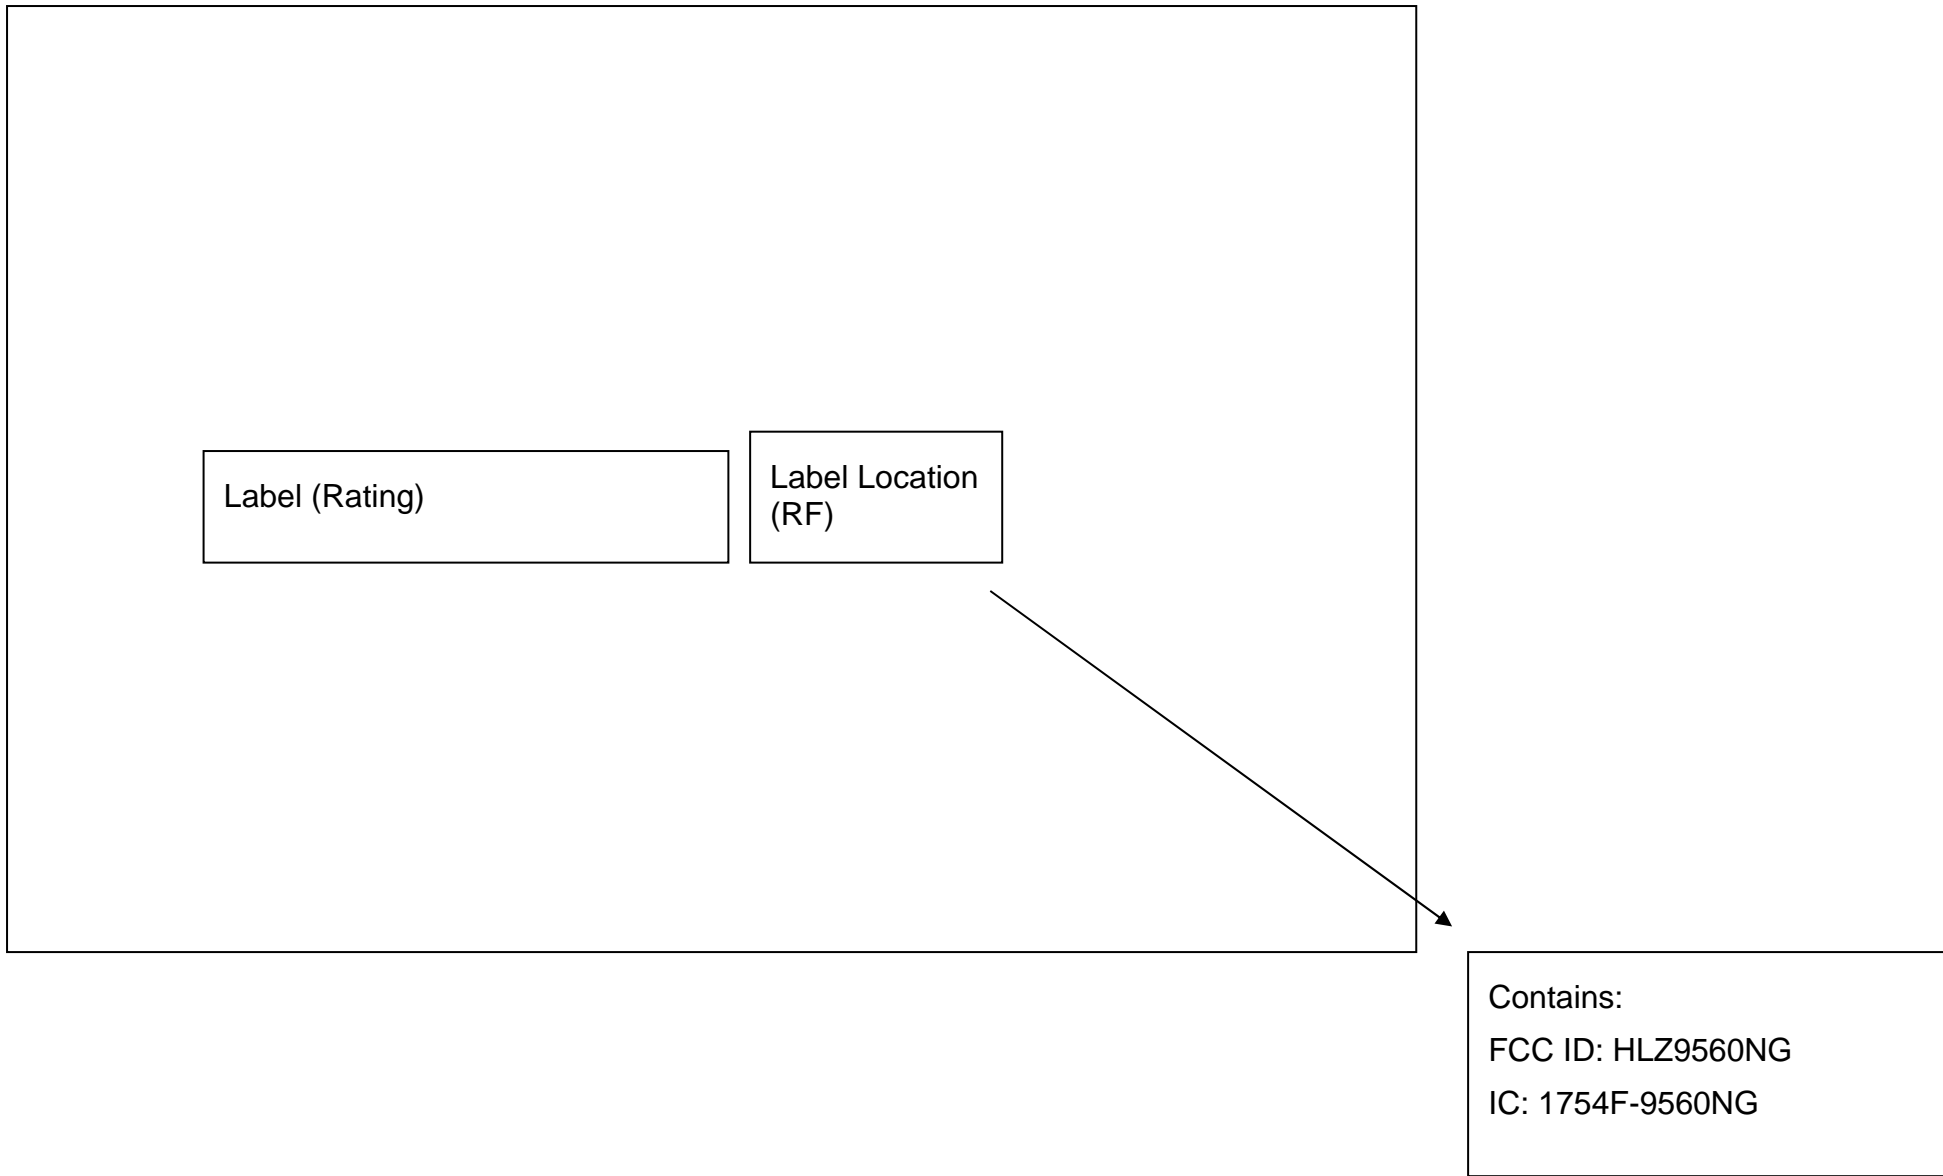 Label (Rating)
Label Location
(RF)
Contains:
FCC ID: HLZ9560NG
IC: 1754F-9560NG